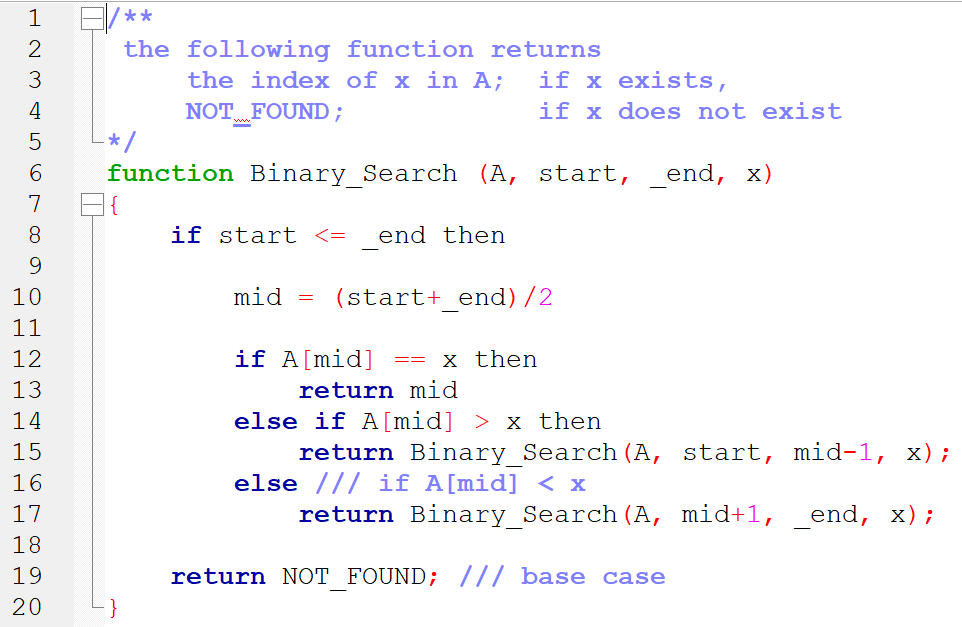 1 /**
2 the following function returns
3 the index of x in A; if x exists,
4 NOT_FOUND; if x does not exist
5 */
6 function Binary_Search (A, start, _end, x)
7 {
8 if start <= _end then
9
10 mid = (start+_end)/2
11
12 if A[mid] == x then
13 return mid
14 else if A[mid] > x then
15 return Binary_Search(A, start, mid-1, x);
16 else /// if A[mid] < x
17 return Binary_Search(A, mid+1, _end, x);
18
19 return NOT_FOUND; /// base case
20 }